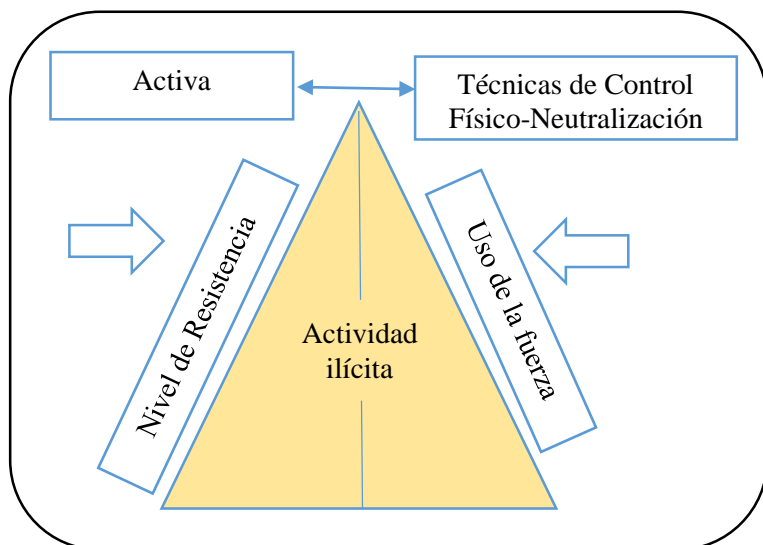 Activa
Técnicas de Control
Físico-Neutralización
Nivel de Resistencia
Uso de la fuerza
Actividad
ilícita